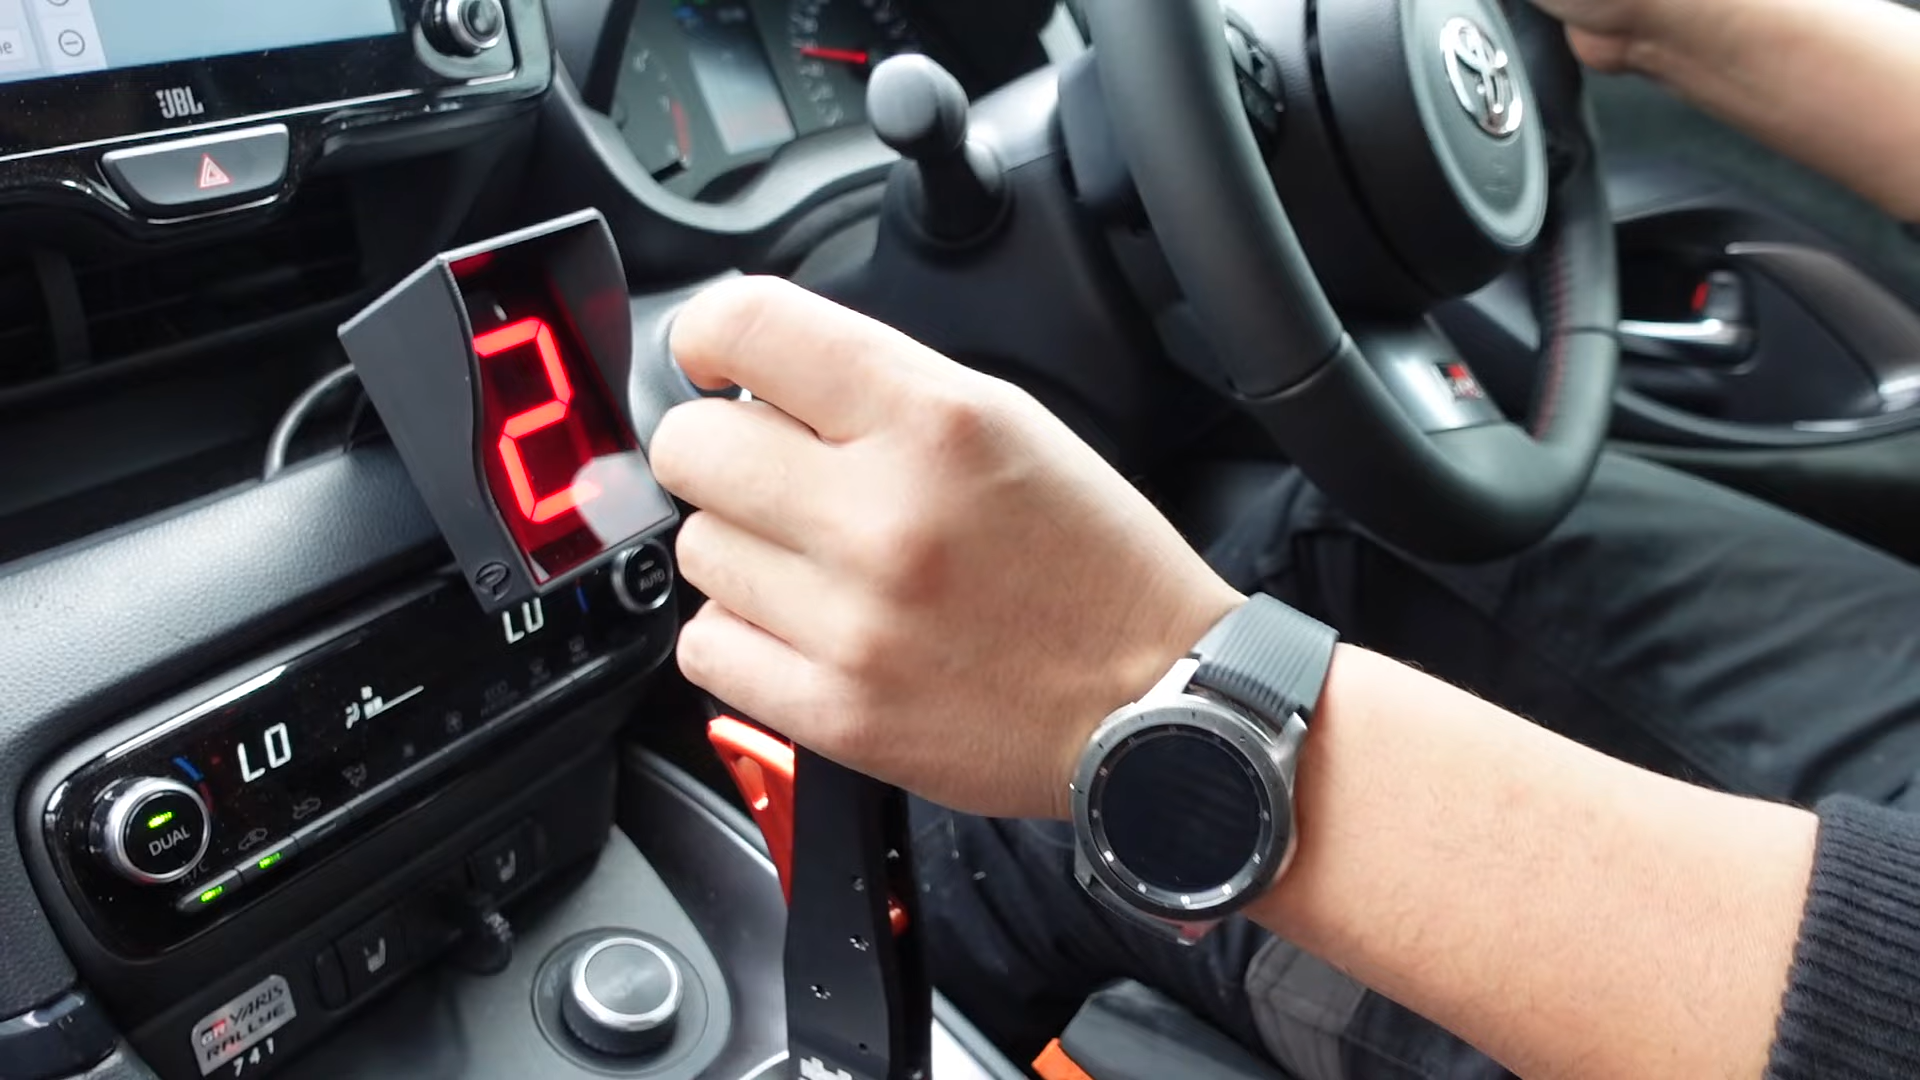 JBL
2
AUTO
LO
LO
DUAL
A/C
GR YARIS
RALLYE
741